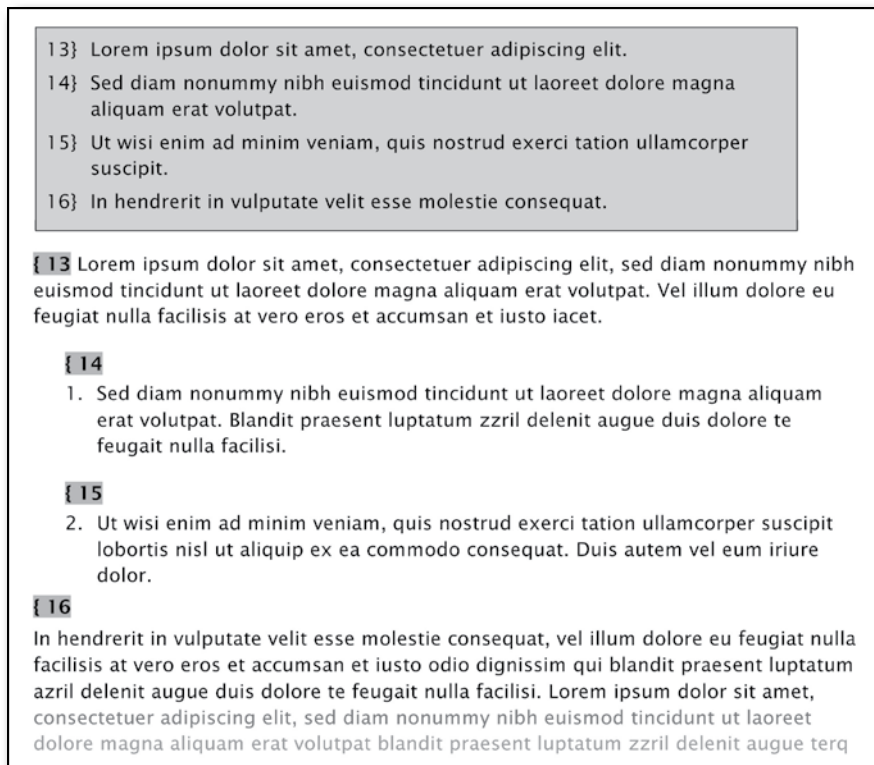 13} Lorem ipsum dolor sit amet, consectetuer adipiscing elit.
14} Sed diam nonummy nibh euismod tincidunt ut laoreet dolore magna
aliquam erat volutpat.
15} Ut wisi enim ad minim veniam, quis nostrud exerci tation ullamcorper
suscipit.
16} In hendrerit in vulputate velit esse molestie consequat.
{ 13 Lorem ipsum dolor sit amet, consectetuer adipiscing elit, sed diam nonummy nibh
euismod tincidunt ut laoreet dolore magna aliquam erat volutpat. Vel illum dolore eu
feugiat nulla facilisis at vero eros et accumsan et iusto iacet.
{ 14
1. Sed diam nonummy nibh euismod tincidunt ut laoreet dolore magna aliquam
erat volutpat. Blandit praesent luptatum zzril delenit augue duis dolore te
feugait nulla facilisi.
{ 15
2. Ut wisi enim ad minim veniam, quis nostrud exerci tation ullamcorper suscipit
lobortis nisl ut aliquip ex ea commodo consequat. Duis autem vel eum iriure
dolor.
{ 16
In hendrerit in vulputate velit esse molestie consequat, vel illum dolore eu feugiat nulla
facilisis at vero eros et accumsan et iusto odio dignissim qui blandit praesent luptatum
azril delenit augue duis dolore te feugait nulla facilisi. Lorem ipsum dolor sit amet,
consectetuer adipiscing elit, sed diam nonummy nibh euismod tincidunt ut laoreet
dolore magna aliquam erat volutpat blandit praesent luptatum zzril delenit augue terq